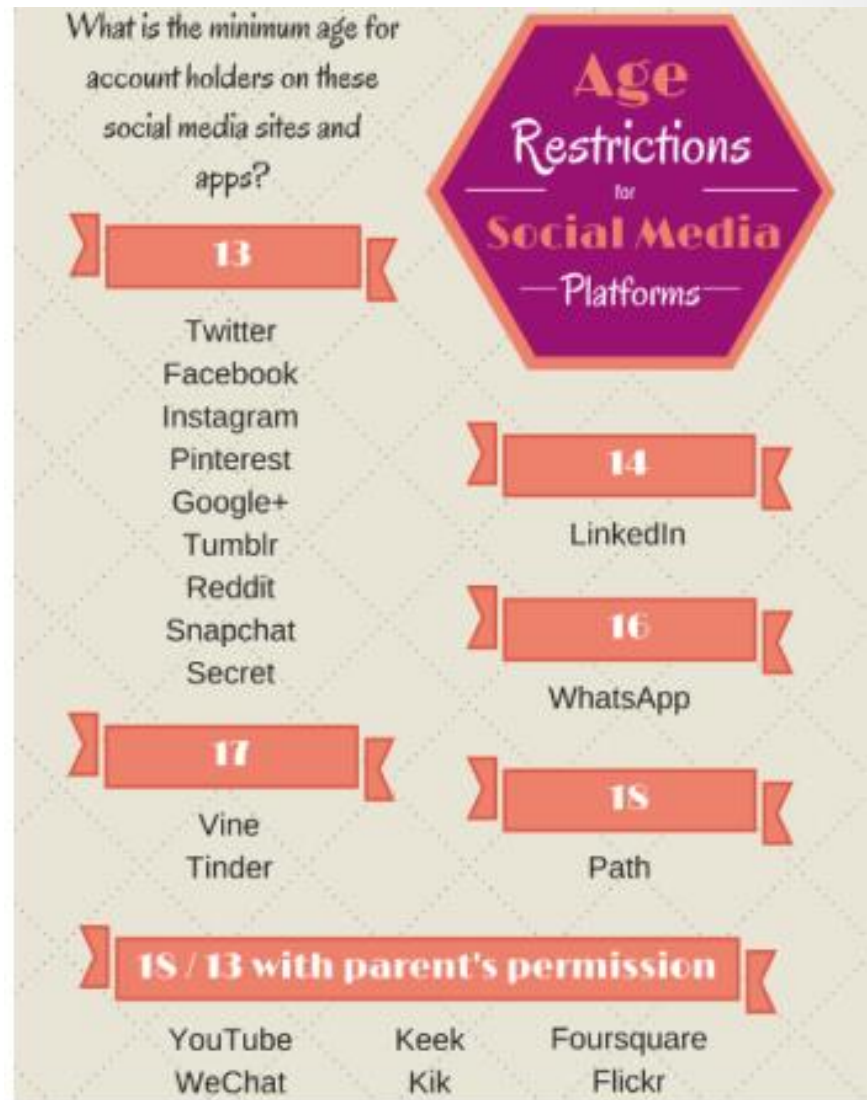 What is the minimum age for
account holders on these
social media sites and
apps?
Age
Restrictions
for
Social Media
Platforms
13
Twitter
Facebook
Instagram
Pinterest
Google+
Tumblr
Reddit
Snapchat
Secret
14
LinkedIn
16
WhatsApp
17
Vine
Tinder
18
Path
18 / 13 with parent's permission
YouTube Keek Foursquare
WeChat Kik Flickr